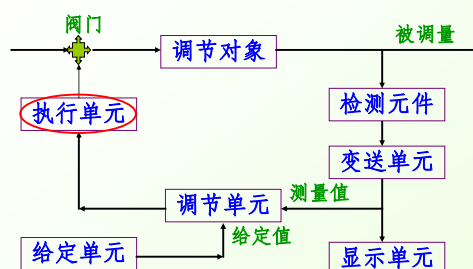 阀门
被调量
调节对象
执行单元
检测元件
变送单元
测量值
调节单元
给定值
给定单元
显示单元